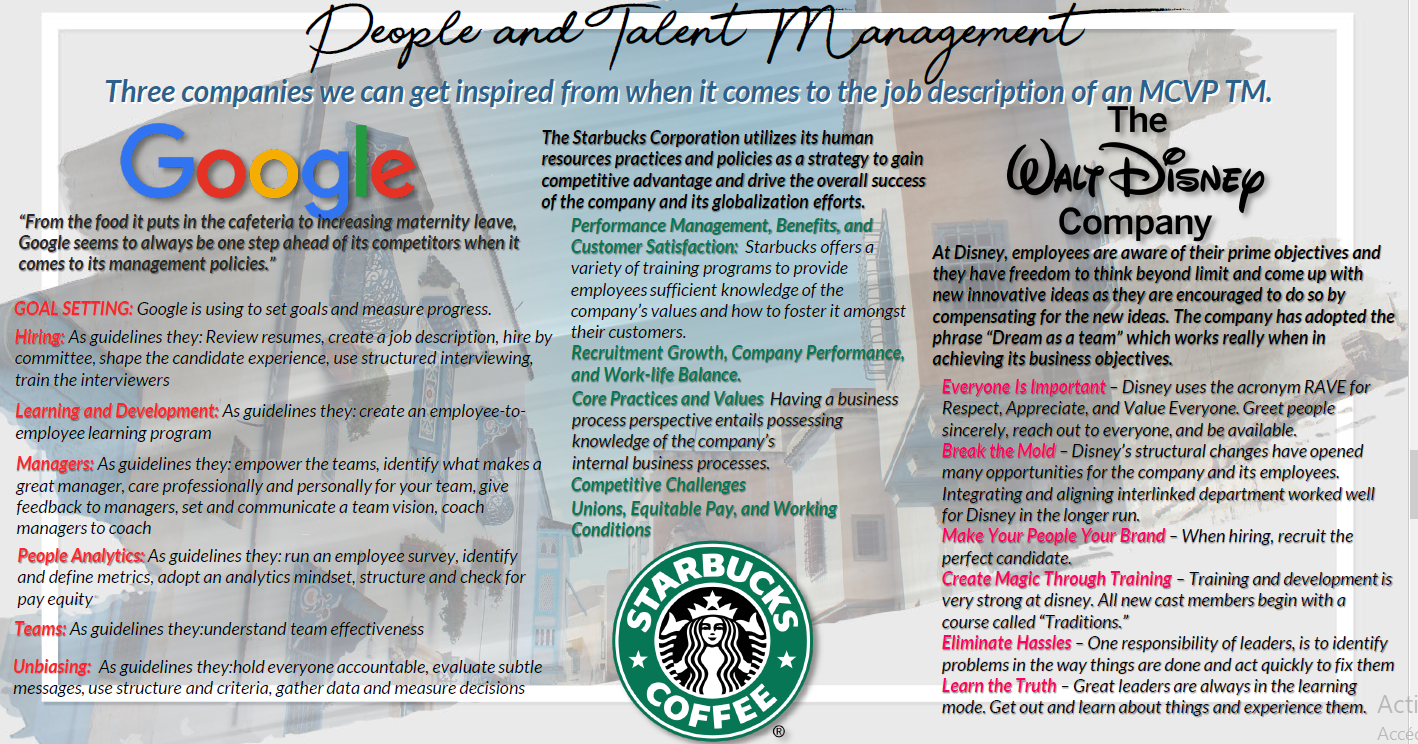 People and Talent Management
Three companies we can get inspired from when it comes to the job description of an MCVP TM.
Google
“From the food it puts in the cafeteria to increasing maternity leave,
Google seems to always be one step ahead of its competitors when it
comes to its management policies.”
GOAL SETTING: Google is using to set goals and measure progress.
Hiring: As guidelines they: Review resumes, create a job description, hire by
committee, shape the candidate experience, use structured interviewing,
train the interviewers
Learning and Development: As guidelines they: create an employee-to-
employee learning program
Managers: As guidelines they: empower the teams, identify what makes a
great manager, care professionally and personally for your team, give
feedback to managers, set and communicate a team vision, coach
managers to coach
People Analytics: As guidelines they: run an employee survey, identify
and define metrics, adopt an analytics mindset, structure and check for
pay equity
Teams: As guidelines they:understand team effectiveness
Unbiasing: As guidelines they:hold everyone accountable, evaluate subtle
messages, use structure and criteria, gather data and measure decisions
The Starbucks Corporation utilizes its human
resources practices and policies as a strategy to gain
competitive advantage and drive the overall success
of the company and its globalization efforts.
Performance Management, Benefits, and
Customer Satisfaction: Starbucks offers a
variety of training programs to provide
employees sufficient knowledge of the
company’s values and how to foster it amongst
their customers.
Recruitment Growth, Company Performance,
and Work-life Balance.
Core Practices and Values Having a business
process perspective entails possessing
knowledge of the company’s
internal business processes.
Competitive Challenges
Unions, Equitable Pay, and Working
Conditions
STARBUCKS
COFFEE
®
The
WALT DISNEY
Company
At Disney, employees are aware of their prime objectives and
they have freedom to think beyond limit and come up with
new innovative ideas as they are encouraged to do so by
compensating for the new ideas. The company has adopted the
phrase “Dream as a team” which works really when in
achieving its business objectives.
Everyone Is Important – Disney uses the acronym RAVE for
Respect, Appreciate, and Value Everyone. Greet people
sincerely, reach out to everyone, and be available.
Break the Mold – Disney’s structural changes have opened
many opportunities for the company and its employees.
Integrating and aligning interlinked department worked well
for Disney in the longer run.
Make Your People Your Brand – When hiring, recruit the
perfect candidate.
Create Magic Through Training – Training and development is
very strong at disney. All new cast members begin with a
course called “Traditions.”
Eliminate Hassles – One responsibility of leaders, is to identify
problems in the way things are done and act quickly to fix them
Learn the Truth – Great leaders are always in the learning
mode. Get out and learn about things and experience them.
Acti
Accéd